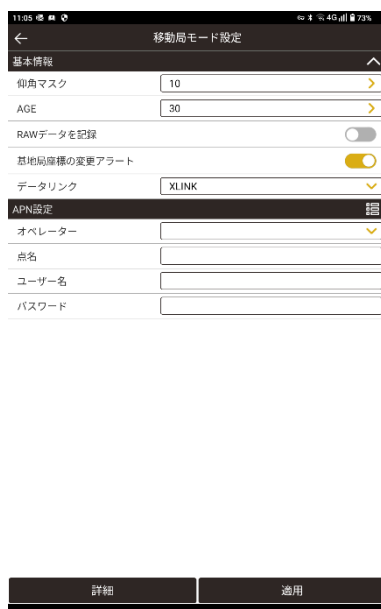 11:05 4G 73%
移動局モード設定
基本情報
仰角マスク 10
AGE 30
RAWデータを記録
基地局座標の変更アラート
データリンク XLINK
APN設定
オペレーター
点名
ユーザー名
パスワード
詳細 適用